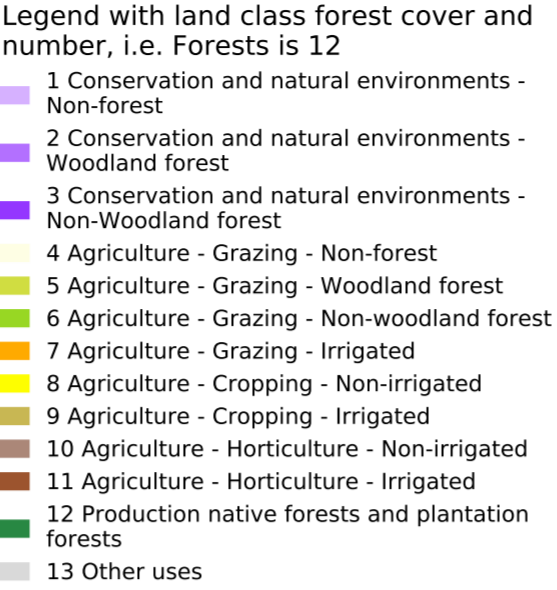 Legend with land class forest cover and
number, i.e. Forests is 12
1 Conservation and natural environments -
Non-forest
2 Conservation and natural environments -
Woodland forest
3 Conservation and natural environments -
Non-Woodland forest
4 Agriculture - Grazing - Non-forest
5 Agriculture - Grazing - Woodland forest
6 Agriculture - Grazing - Non-woodland forest
7 Agriculture - Grazing - Irrigated
8 Agriculture - Cropping - Non-irrigated
9 Agriculture - Cropping - Irrigated
10 Agriculture - Horticulture - Non-irrigated
11 Agriculture - Horticulture - Irrigated
12 Production native forests and plantation
forests
13 Other uses